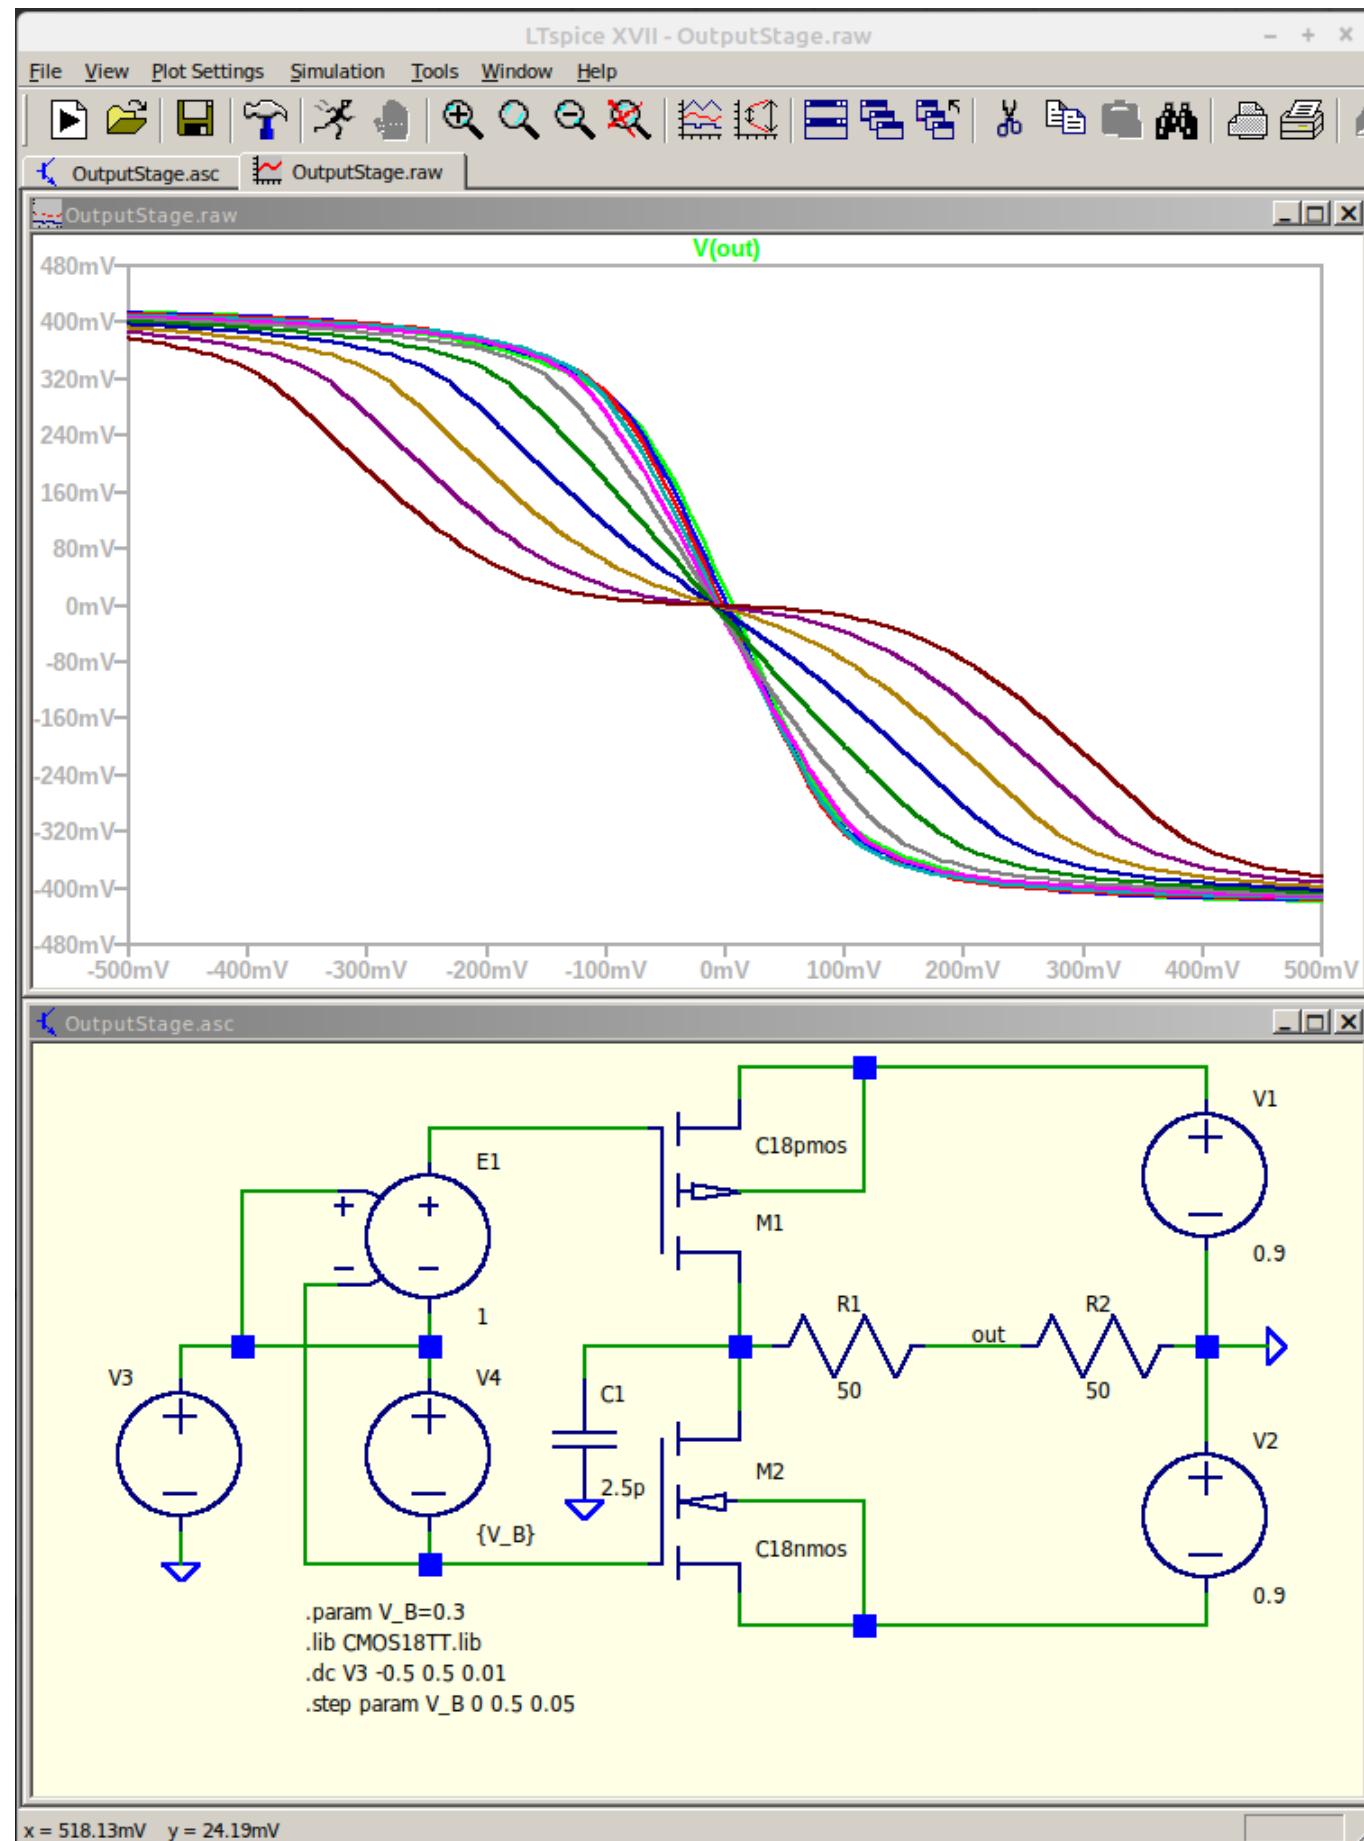 LTspice XVII - OutputStage.raw
File View Plot Settings Simulation Tools Window Help
OutputStage.asc OutputStage.raw
OutputStage.raw
V(out)
480mV
400mV
320mV
240mV
160mV
80mV
0mV
-80mV
-160mV
-240mV
-320mV
-400mV
-480mV
-500mV -400mV -300mV -200mV -100mV 0mV 100mV 200mV 300mV 400mV 500mV
OutputStage.asc
V1
C18pmos
E1
M1
0.9
R1 R2
1
out
V3 V4
50 50
C1
V2
M2
2.5p
{V_B}
C18nmos
0.9
.param V_B=0.3
.lib CMOS18TT.lib
.dc V3 -0.5 0.5 0.01
.step param V_B 0 0.5 0.05
x = 518.13mV y = 24.19mV